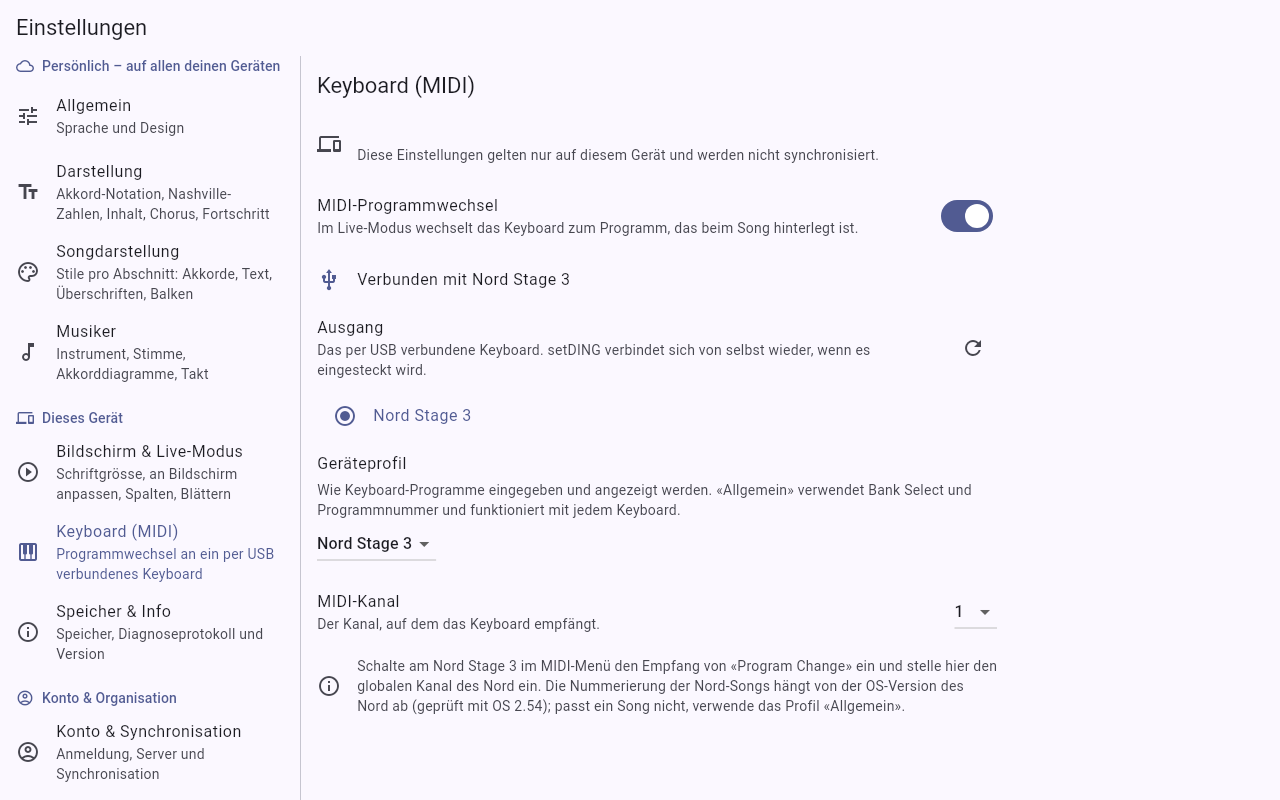 Einstellungen
Persönlich – auf allen deinen Geräten
Allgemein
Sprache und Design
Darstellung
Akkord-Notation, Nashville-
Zahlen, Inhalt, Chorus, Fortschritt
Songdarstellung
Stile pro Abschnitt: Akkorde, Text,
Überschriften, Balken
Musiker
Instrument, Stimme,
Akkorddiagramme, Takt
Dieses Gerät
Bildschirm & Live-Modus
Schriftgrösse, an Bildschirm
anpassen, Spalten, Blättern
Keyboard (MIDI)
Programmwechsel an ein per USB
verbundenes Keyboard
Speicher & Info
Speicher, Diagnoseprotokoll und
Version
Konto & Organisation
Konto & Synchronisation
Anmeldung, Server und
Synchronisation
Keyboard (MIDI)
Diese Einstellungen gelten nur auf diesem Gerät und werden nicht synchronisiert.
MIDI-Programmwechsel
Im Live-Modus wechselt das Keyboard zum Programm, das beim Song hinterlegt ist.
Verbunden mit Nord Stage 3
Ausgang
Das per USB verbundene Keyboard. setDING verbindet sich von selbst wieder, wenn es
eingesteckt wird.
Nord Stage 3
Geräteprofil
Wie Keyboard-Programme eingegeben und angezeigt werden. «Allgemein» verwendet Bank Select und
Programmnummer und funktioniert mit jedem Keyboard.
Nord Stage 3
MIDI-Kanal
Der Kanal, auf dem das Keyboard empfängt.
1
Schalte am Nord Stage 3 im MIDI-Menü den Empfang von «Program Change» ein und stelle hier den
globalen Kanal des Nord ein. Die Nummerierung der Nord-Songs hängt von der OS-Version des
Nord ab (geprüft mit OS 2.54); passt ein Song nicht, verwende das Profil «Allgemein».